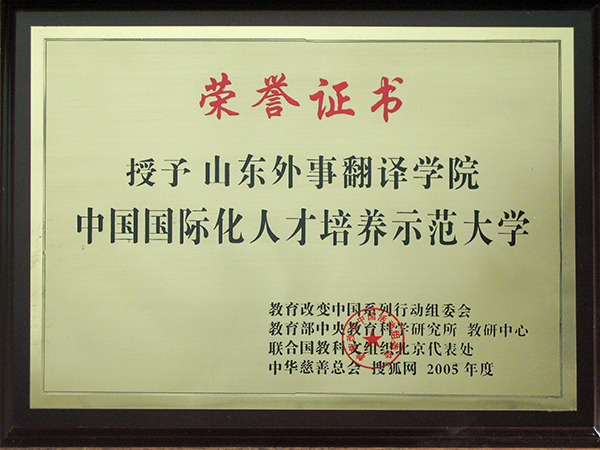 荣誉证书
授予 山东外事翻译学院
中国国际化人才培养示范大学
教育改变中国系列行动组委会
教育部中央教育科学研究所 教研中心
联合国教科文组织北京代表处
中华慈善总会 搜狐网 2005 年度